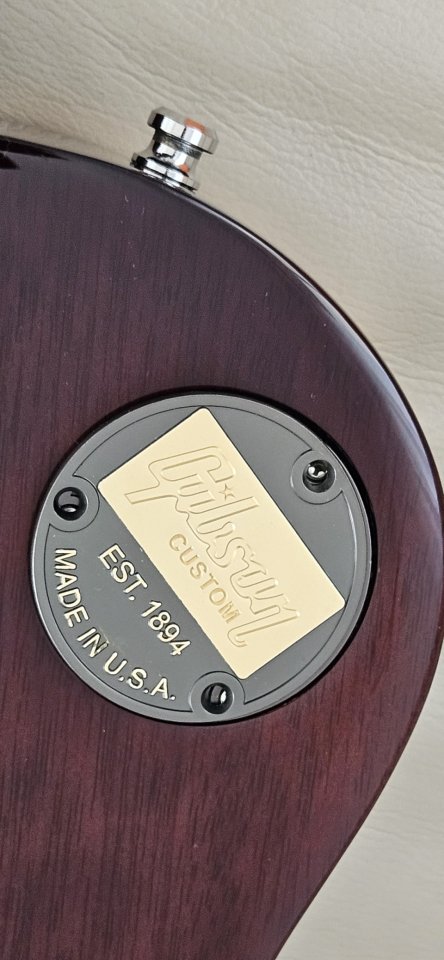 Gibson
CUSTOM
EST. 1894
MADE IN U.S.A.